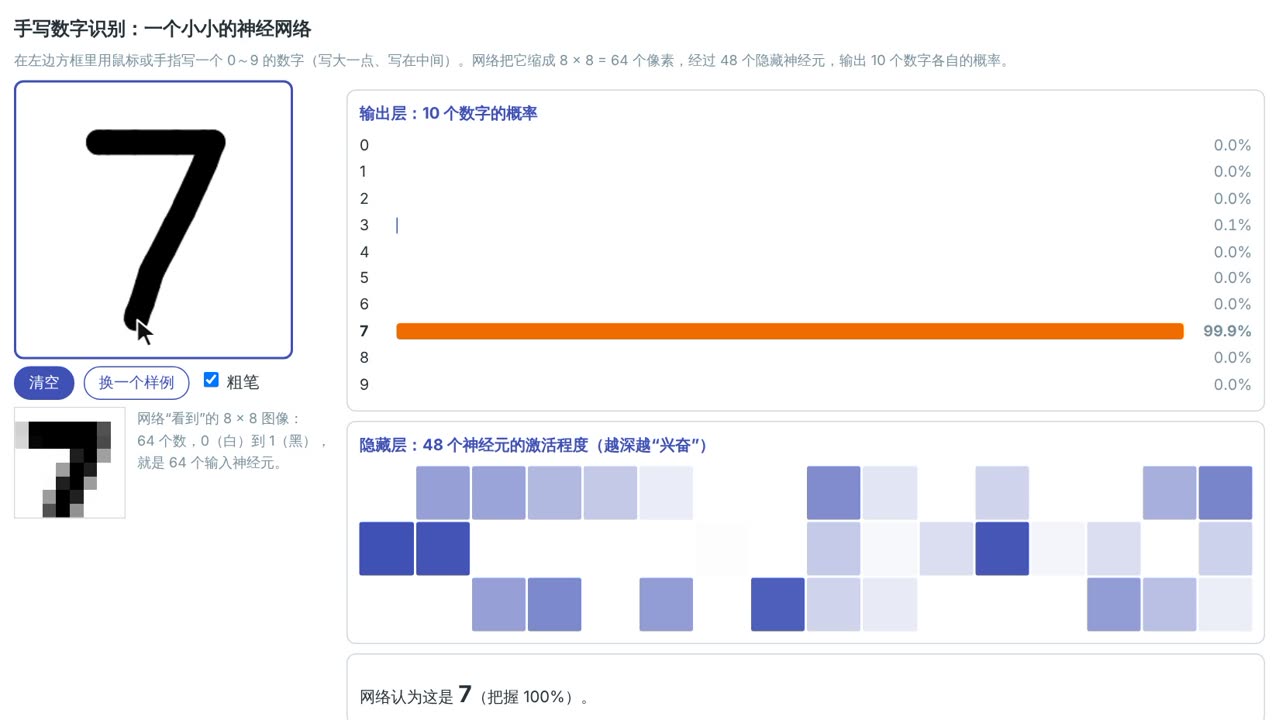 手写数字识别：一个小小的神经网络
在左边方框里用鼠标或手指写一个 0～9 的数字（写大一点、写在中间）。网络把它缩成 8 × 8 = 64 个像素，经过 48 个隐藏神经元，输出 10 个数字各自的概率。
7
清空 换一个样例 粗笔
网络“看到”的 8 × 8 图像：
64 个数，0（白）到 1（黑），
就是 64 个输入神经元。
输出层：10 个数字的概率
0 0.0%
1 0.0%
2 0.0%
3 0.1%
4 0.0%
5 0.0%
6 0.0%
7 99.9%
8 0.0%
9 0.0%
隐藏层：48 个神经元的激活程度（越深越“兴奋”）
网络认为这是 7（把握 100%）。